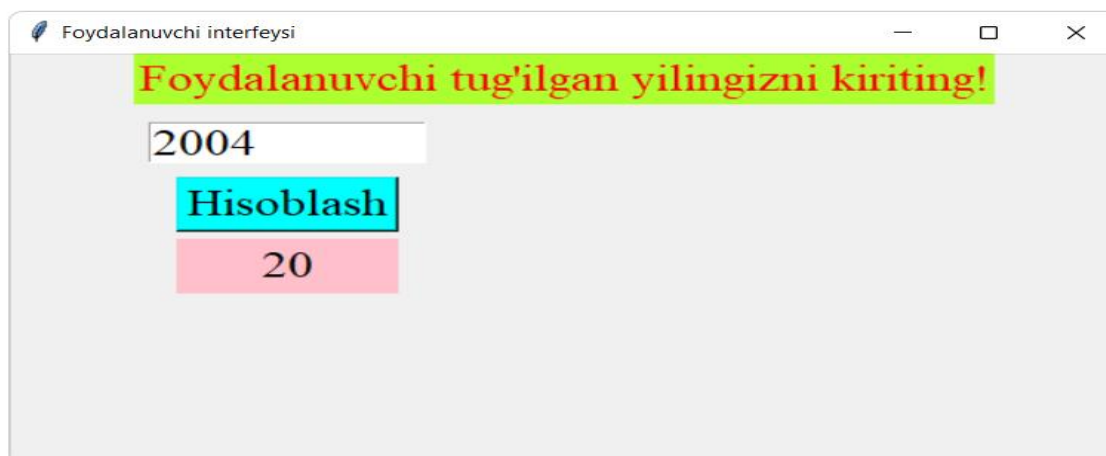 Foydalanuvchi interfeysi
Foydalanuvchi tug'ilgan yilingizni kiriting!
2004
Hisoblash
20